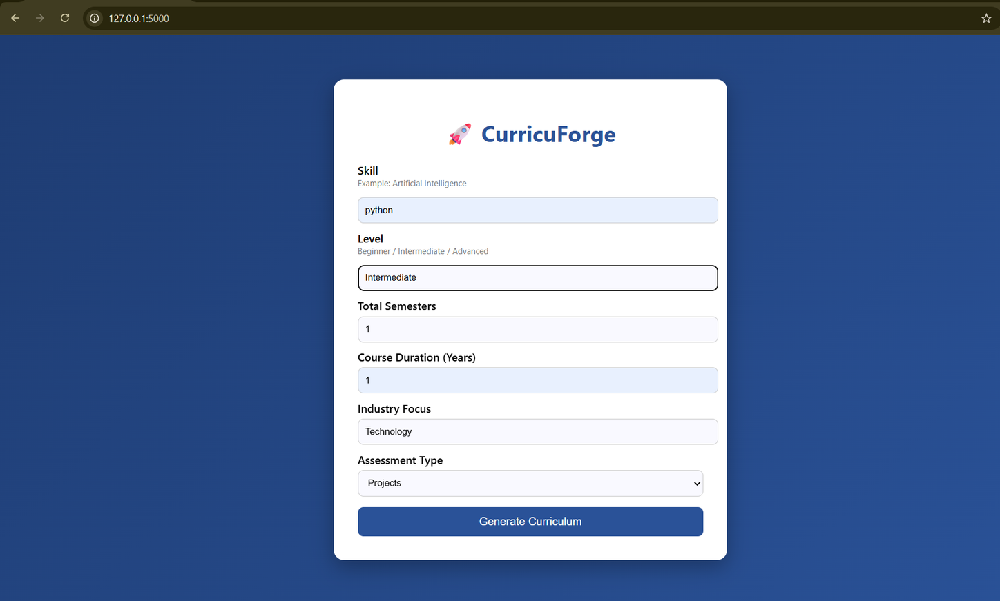 127.0.0.1:5000
🚀 CurricuForge
Skill
Example: Artificial Intelligence
python
Level
Beginner / Intermediate / Advanced
Intermediate
Total Semesters
1
Course Duration (Years)
1
Industry Focus
Technology
Assessment Type
Projects
Generate Curriculum